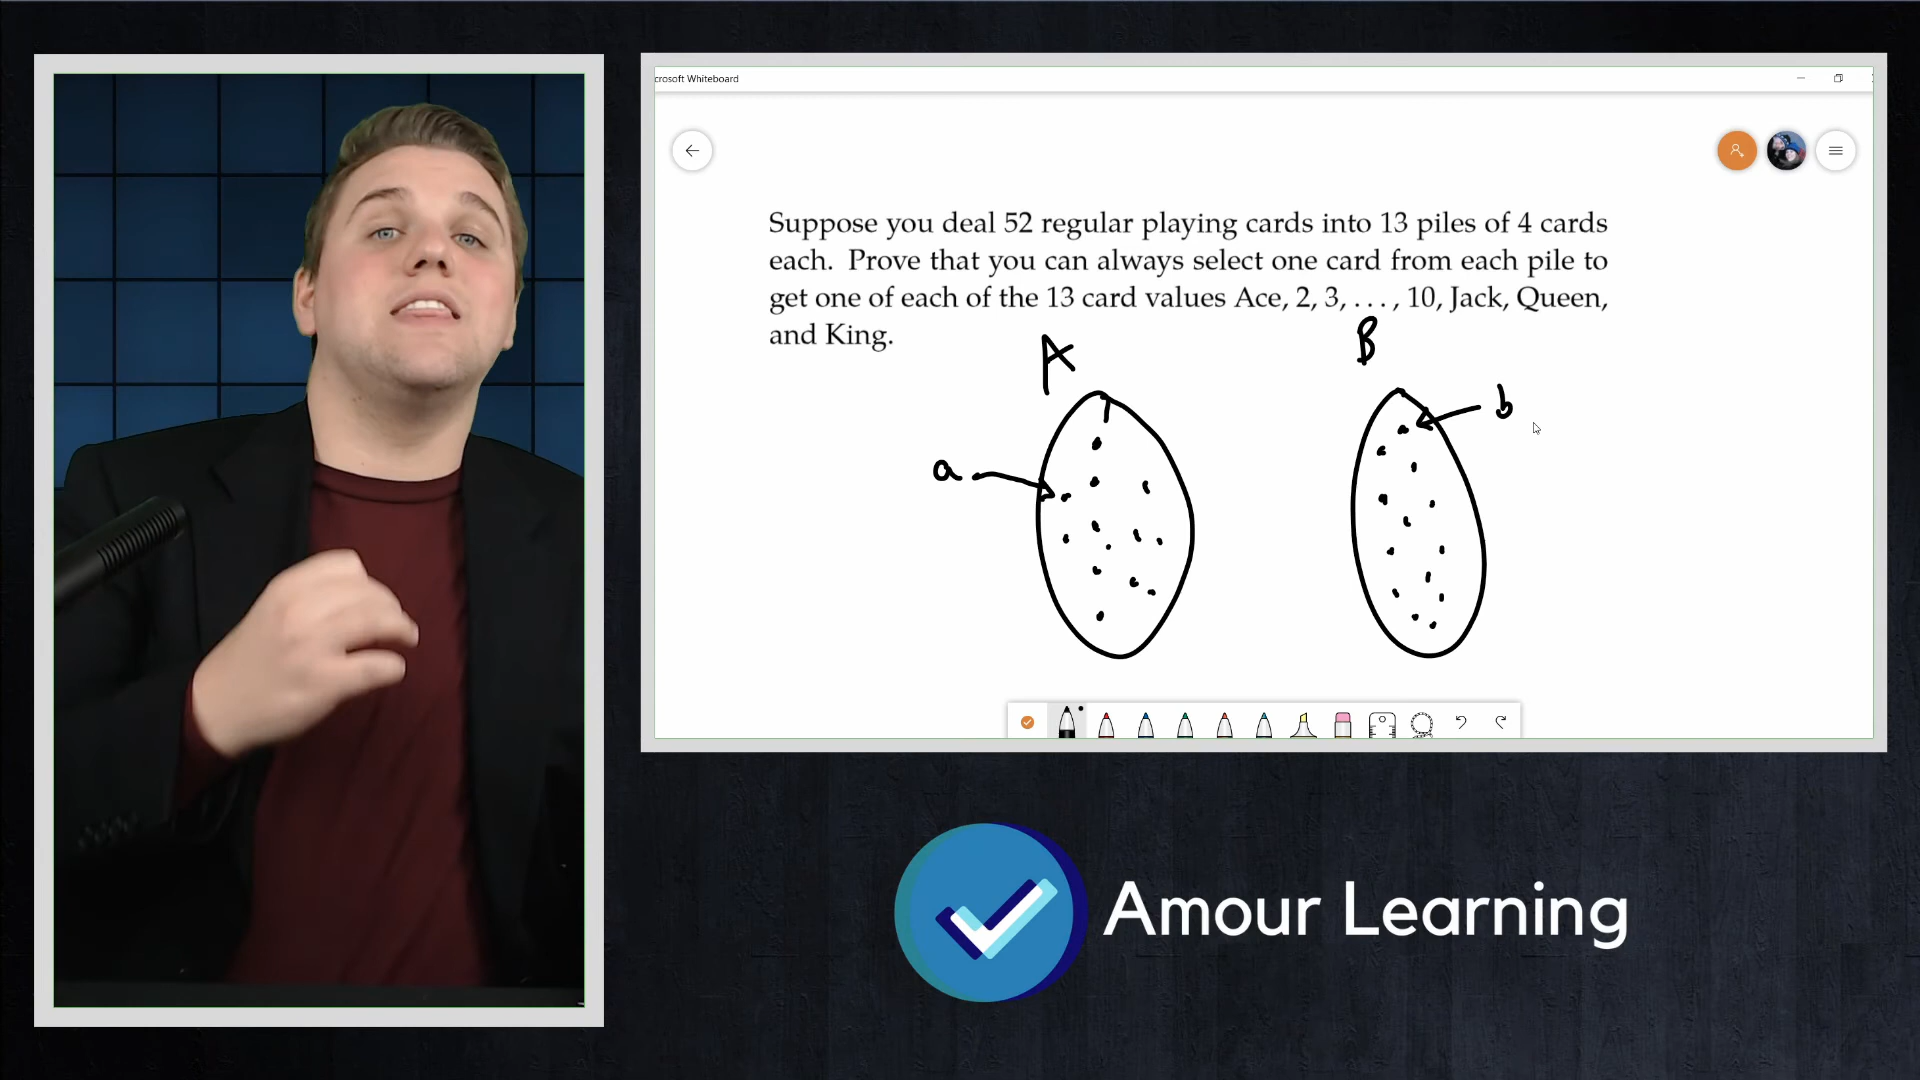 crosoft Whiteboard
Suppose you deal 52 regular playing cards into 13 piles of 4 cards
each. Prove that you can always select one card from each pile to
get one of each of the 13 card values Ace, 2, 3, . . . , 10, Jack, Queen,
and King.
A
B
b
a
Amour Learning